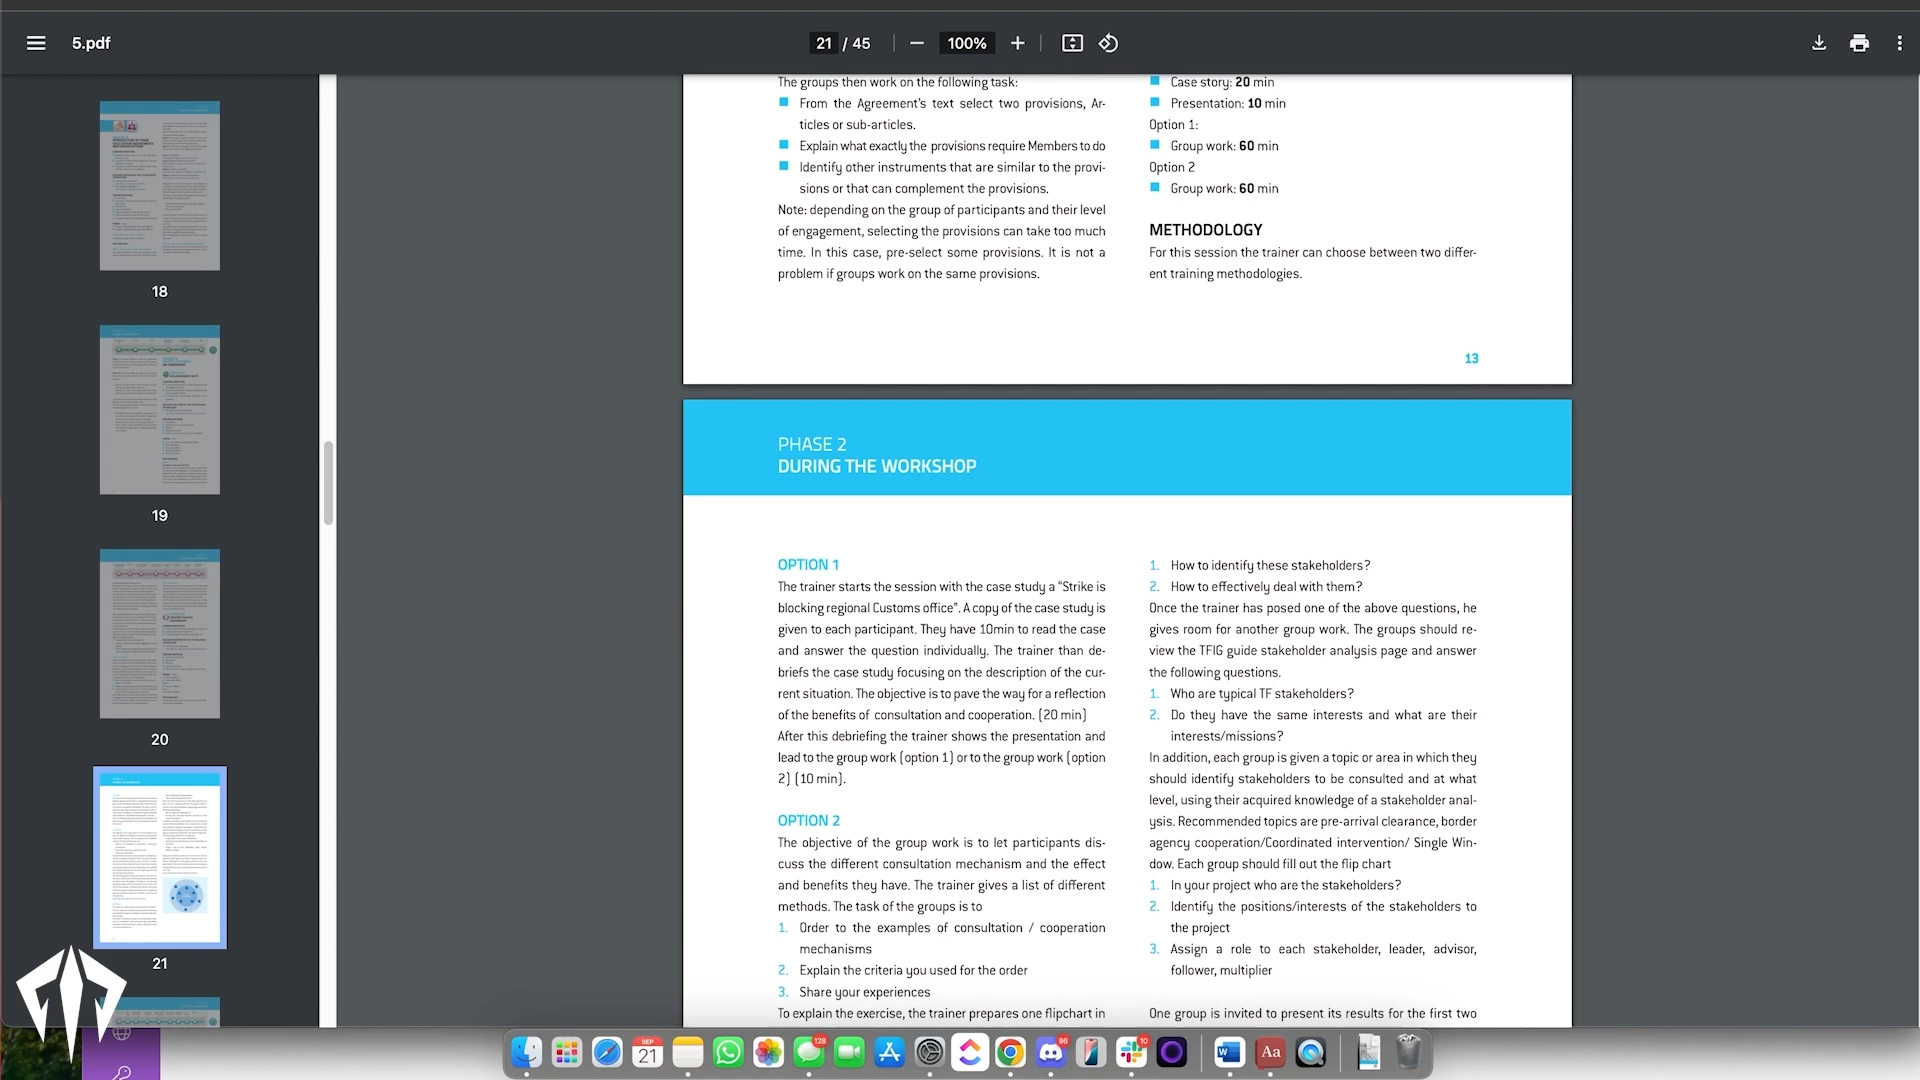 5.pdf
21 / 45
100%
18
19
20
21
The groups then work on the following task:
From the Agreement's text select two provisions, Ar-
ticles or sub-articles.
Explain what exactly the provisions require Members to do
Identify other instruments that are similar to the provi-
sions or that can complement the provisions.
Note: depending on the group of participants and their level
of engagement, selecting the provisions can take too much
time. In this case, pre-select some provisions. It is not a
problem if groups work on the same provisions.
Case story: 20 min
Presentation: 10 min
Option 1:
Group work: 60 min
Option 2
Group work: 60 min
METHODOLOGY
For this session the trainer can choose between two differ-
ent training methodologies.
13
PHASE 2
DURING THE WORKSHOP
OPTION 1
The trainer starts the session with the case study a “Strike is
blocking regional Customs office”. A copy of the case study is
given to each participant. They have 10min to read the case
and answer the question individually. The trainer than de-
briefs the case study focusing on the description of the cur-
rent situation. The objective is to pave the way for a reflection
of the benefits of consultation and cooperation. (20 min)
After this debriefing the trainer shows the presentation and
lead to the group work (option 1) or to the group work (option
2) (10 min).
OPTION 2
The objective of the group work is to let participants dis-
cuss the different consultation mechanism and the effect
and benefits they have. The trainer gives a list of different
methods. The task of the groups is to
1. Order to the examples of consultation / cooperation
mechanisms
2. Explain the criteria you used for the order
3. Share your experiences
To explain the exercise, the trainer prepares one flipchart in
1. How to identify these stakeholders?
2. How to effectively deal with them?
Once the trainer has posed one of the above questions, he
gives room for another group work. The groups should re-
view the TFIG guide stakeholder analysis page and answer
the following questions.
1. Who are typical TF stakeholders?
2. Do they have the same interests and what are their
interests/missions?
In addition, each group is given a topic or area in which they
should identify stakeholders to be consulted and at what
level, using their acquired knowledge of a stakeholder anal-
ysis. Recommended topics are pre-arrival clearance, border
agency cooperation/Coordinated intervention/ Single Win-
dow. Each group should fill out the flip chart
1. In your project who are the stakeholders?
2. Identify the positions/interests of the stakeholders to
the project
3. Assign a role to each stakeholder, leader, advisor,
follower, multiplier
One group is invited to present its results for the first two
SEP
21
128
96
10
W
Aa